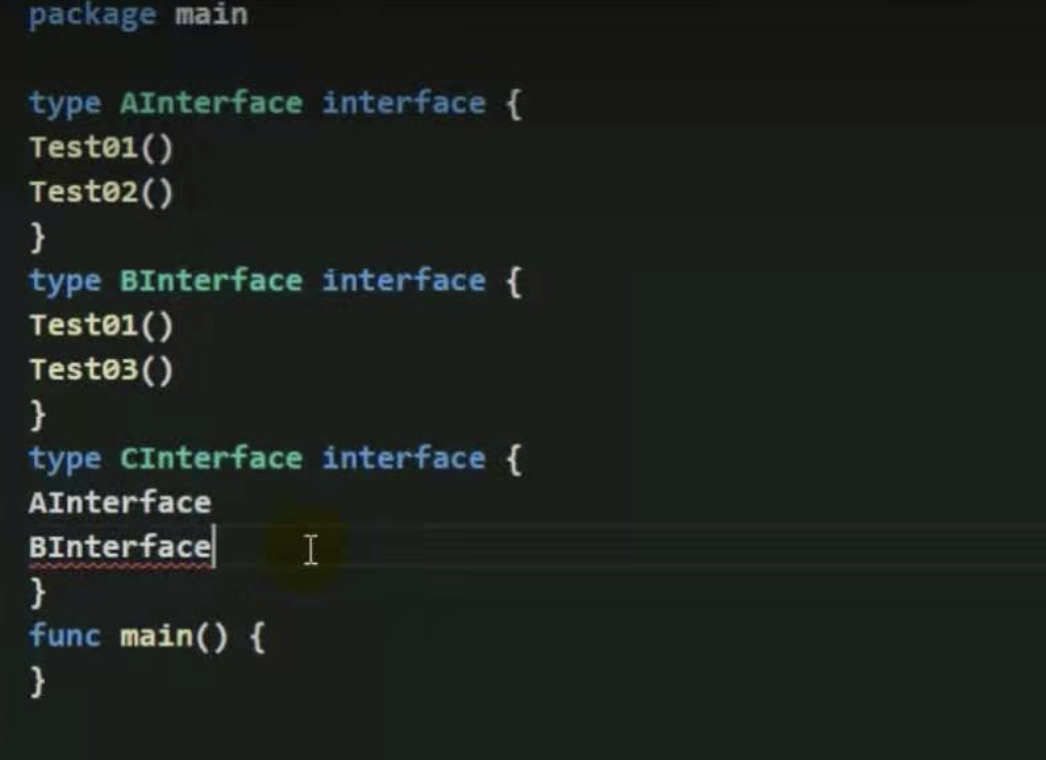 package main
type AInterface interface {
Test01()
Test02()
}
type BInterface interface {
Test01()
Test03()
}
type CInterface interface {
AInterface
BInterface
}
func main() {
}